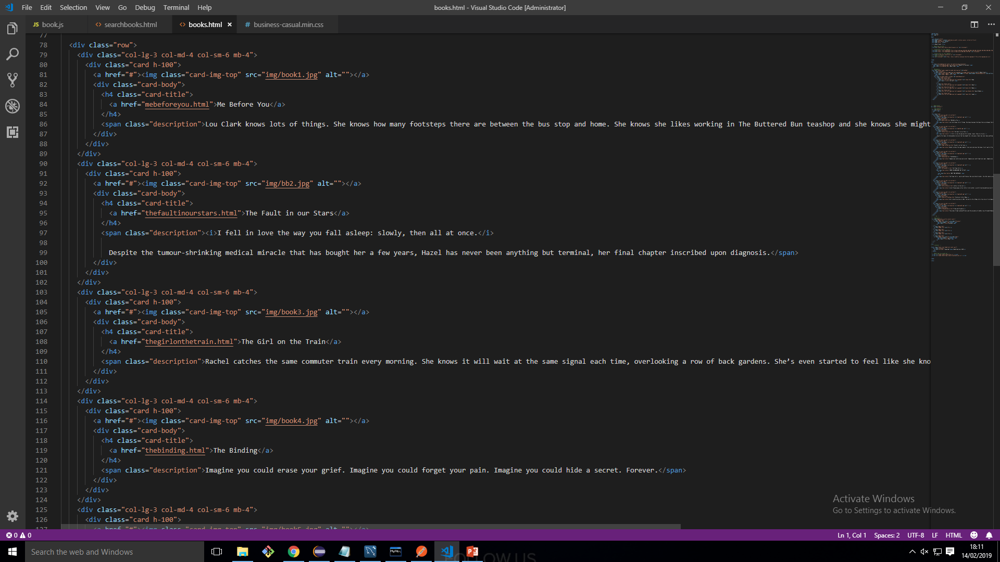 File Edit Selection View Go Debug Terminal Help
books.html - Visual Studio Code [Administrator]
JS book.js
<> searchbooks.html
<> books.html ×
# business-casual.min.css
77
78 <div class="row">
79 <div class="col-lg-3 col-md-4 col-sm-6 mb-4">
80 <div class="card h-100">
81 <a href="#"><img class="card-img-top" src="img/book1.jpg" alt=""></a>
82 <div class="card-body">
83 <h4 class="card-title">
84 <a href="mebeforeyou.html">Me Before You</a>
85 </h4>
86 <span class="description">Lou Clark knows lots of things. She knows how many footsteps there are between the bus stop and home. She knows she likes working in The Buttered Bun teashop and she knows she might
87 </div>
88 </div>
89 </div>
90 <div class="col-lg-3 col-md-4 col-sm-6 mb-4">
91 <div class="card h-100">
92 <a href="#"><img class="card-img-top" src="img/bb2.jpg" alt=""></a>
93 <div class="card-body">
94 <h4 class="card-title">
95 <a href="thefaultinourstars.html">The Fault in our Stars</a>
96 </h4>
97 <span class="description"><i>I fell in love the way you fall asleep: slowly, then all at once.</i>
98
99 Despite the tumour-shrinking medical miracle that has bought her a few years, Hazel has never been anything but terminal, her final chapter inscribed upon diagnosis.</span>
100 </div>
101 </div>
102 </div>
103 <div class="col-lg-3 col-md-4 col-sm-6 mb-4">
104 <div class="card h-100">
105 <a href="#"><img class="card-img-top" src="img/book3.jpg" alt=""></a>
106 <div class="card-body">
107 <h4 class="card-title">
108 <a href="thegirlonthetrain.html">The Girl on the Train</a>
109 </h4>
110 <span class="description">Rachel catches the same commuter train every morning. She knows it will wait at the same signal each time, overlooking a row of back gardens. She’s even started to feel like she kno
111 </div>
112 </div>
113 </div>
114 <div class="col-lg-3 col-md-4 col-sm-6 mb-4">
115 <div class="card h-100">
116 <a href="#"><img class="card-img-top" src="img/book4.jpg" alt=""></a>
117 <div class="card-body">
118 <h4 class="card-title">
119 <a href="thebinding.html">The Binding</a>
120 </h4>
121 <span class="description">Imagine you could erase your grief. Imagine you could forget your pain. Imagine you could hide a secret. Forever.</span>
122 </div>
123 </div>
124 </div>
125 <div class="col-lg-3 col-md-4 col-sm-6 mb-4">
126 <div class="card h-100">
127 <a href="#"><img class="card-img-top" src="img/book5.jpg" alt=""></a>
Activate Windows
Go to Settings to activate Windows.
0 0
Ln 1, Col 1 Spaces: 2 UTF-8 LF HTML
Search the web and Windows
MySQL
FOLLOW US
18:11
14/02/2019